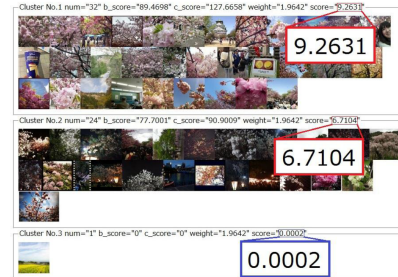 Cluster No.1 num="32" b_score="89.4698" c_score="127.6658" weight="1.9642" score="9.2631
9.2631
Cluster No.2 num="24" b_score="77.7001" c_score="90.9009" weight="1.9642" score="6.7104
6.7104
Cluster No.3 num="1" b_score="0" c_score="0" weight="1.9642" score="0.0002
0.0002